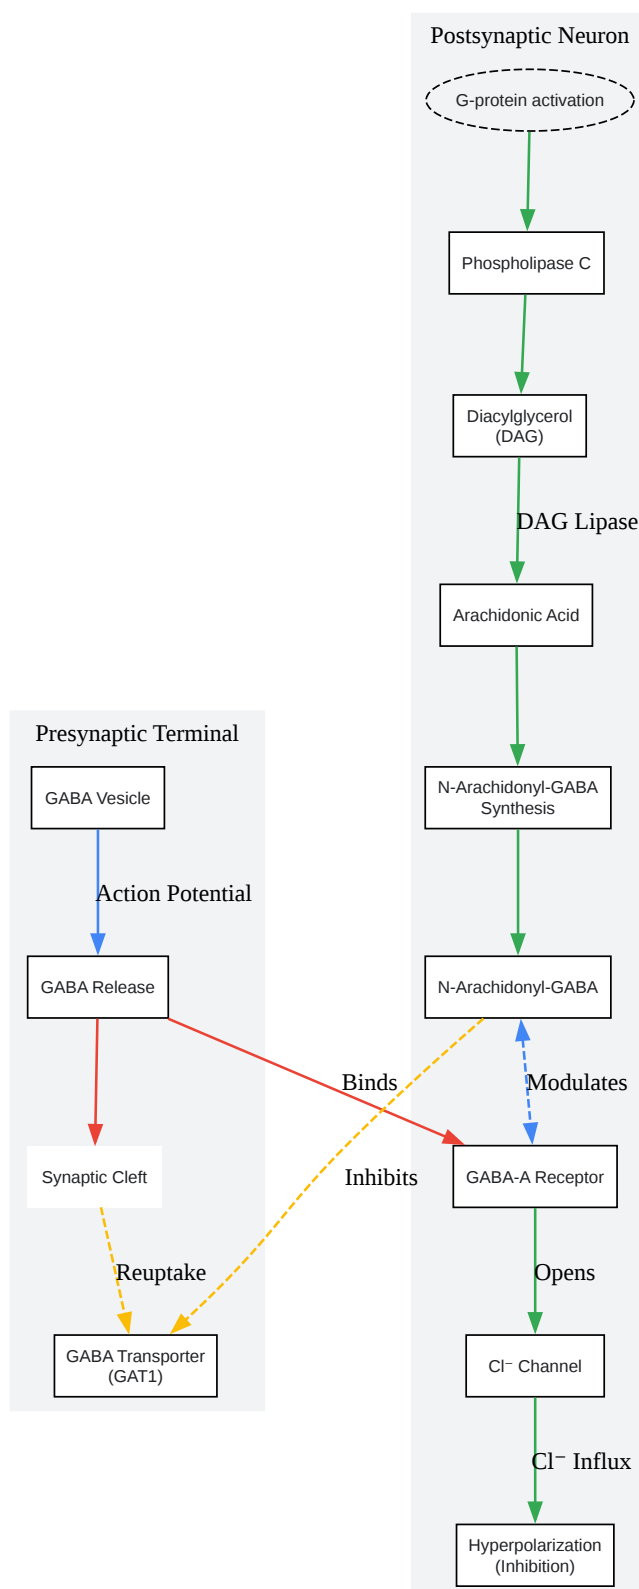 Postsynaptic Neuron
G-protein activation
Phospholipase C
Diacylglycerol
(DAG)
DAG Lipase
Arachidonic Acid
Presynaptic Terminal
GABA Vesicle
N-Arachidonyl-GABA
Synthesis
Action Potential
GABA Release
N-Arachidonyl-GABA
Binds
Modulates
Synaptic Cleft
Inhibits
GABA-A Receptor
Reuptake
Opens
GABA Transporter
(GAT1)
Cl⁻ Channel
Cl⁻ Influx
Hyperpolarization
(Inhibition)